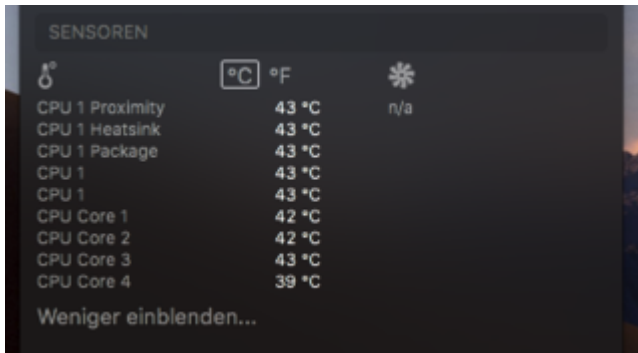 SENSOREN
°C °F
CPU 1 Proximity 43 °C n/a
CPU 1 Heatsink 43 °C
CPU 1 Package 43 °C
CPU 1 43 °C
CPU 1 43 °C
CPU Core 1 42 °C
CPU Core 2 42 °C
CPU Core 3 43 °C
CPU Core 4 39 °C
Weniger einblenden...